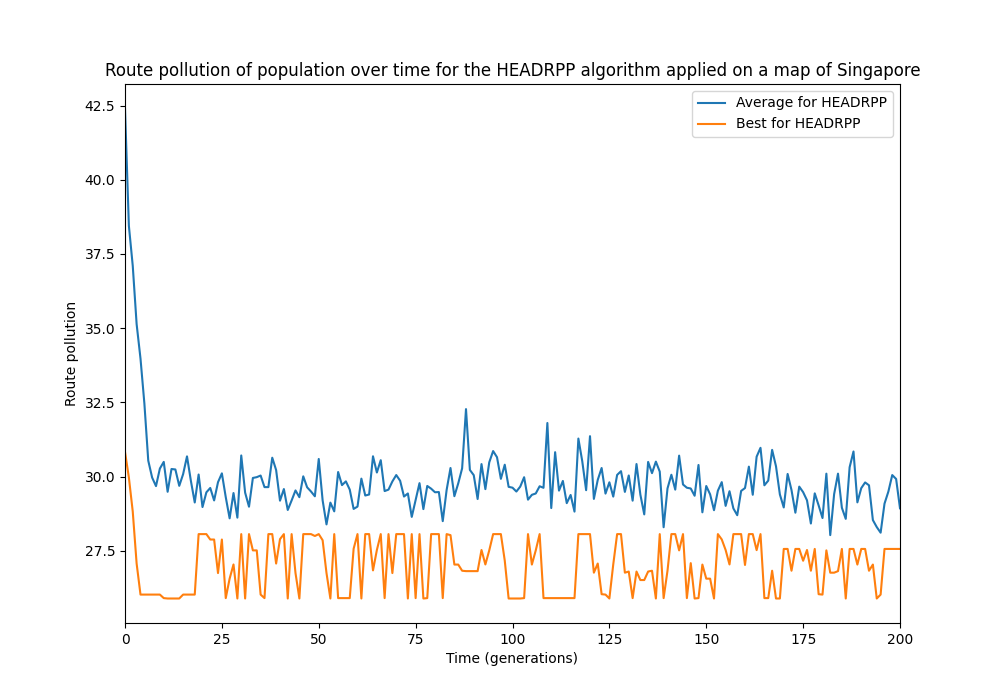 Route pollution of population over time for the HEADRPP algorithm applied on a map of Singapore
Average for HEADRPP
Best for HEADRPP
Route pollution
42.5
40.0
37.5
35.0
32.5
30.0
27.5
0 25 50 75 100 125 150 175 200
Time (generations)